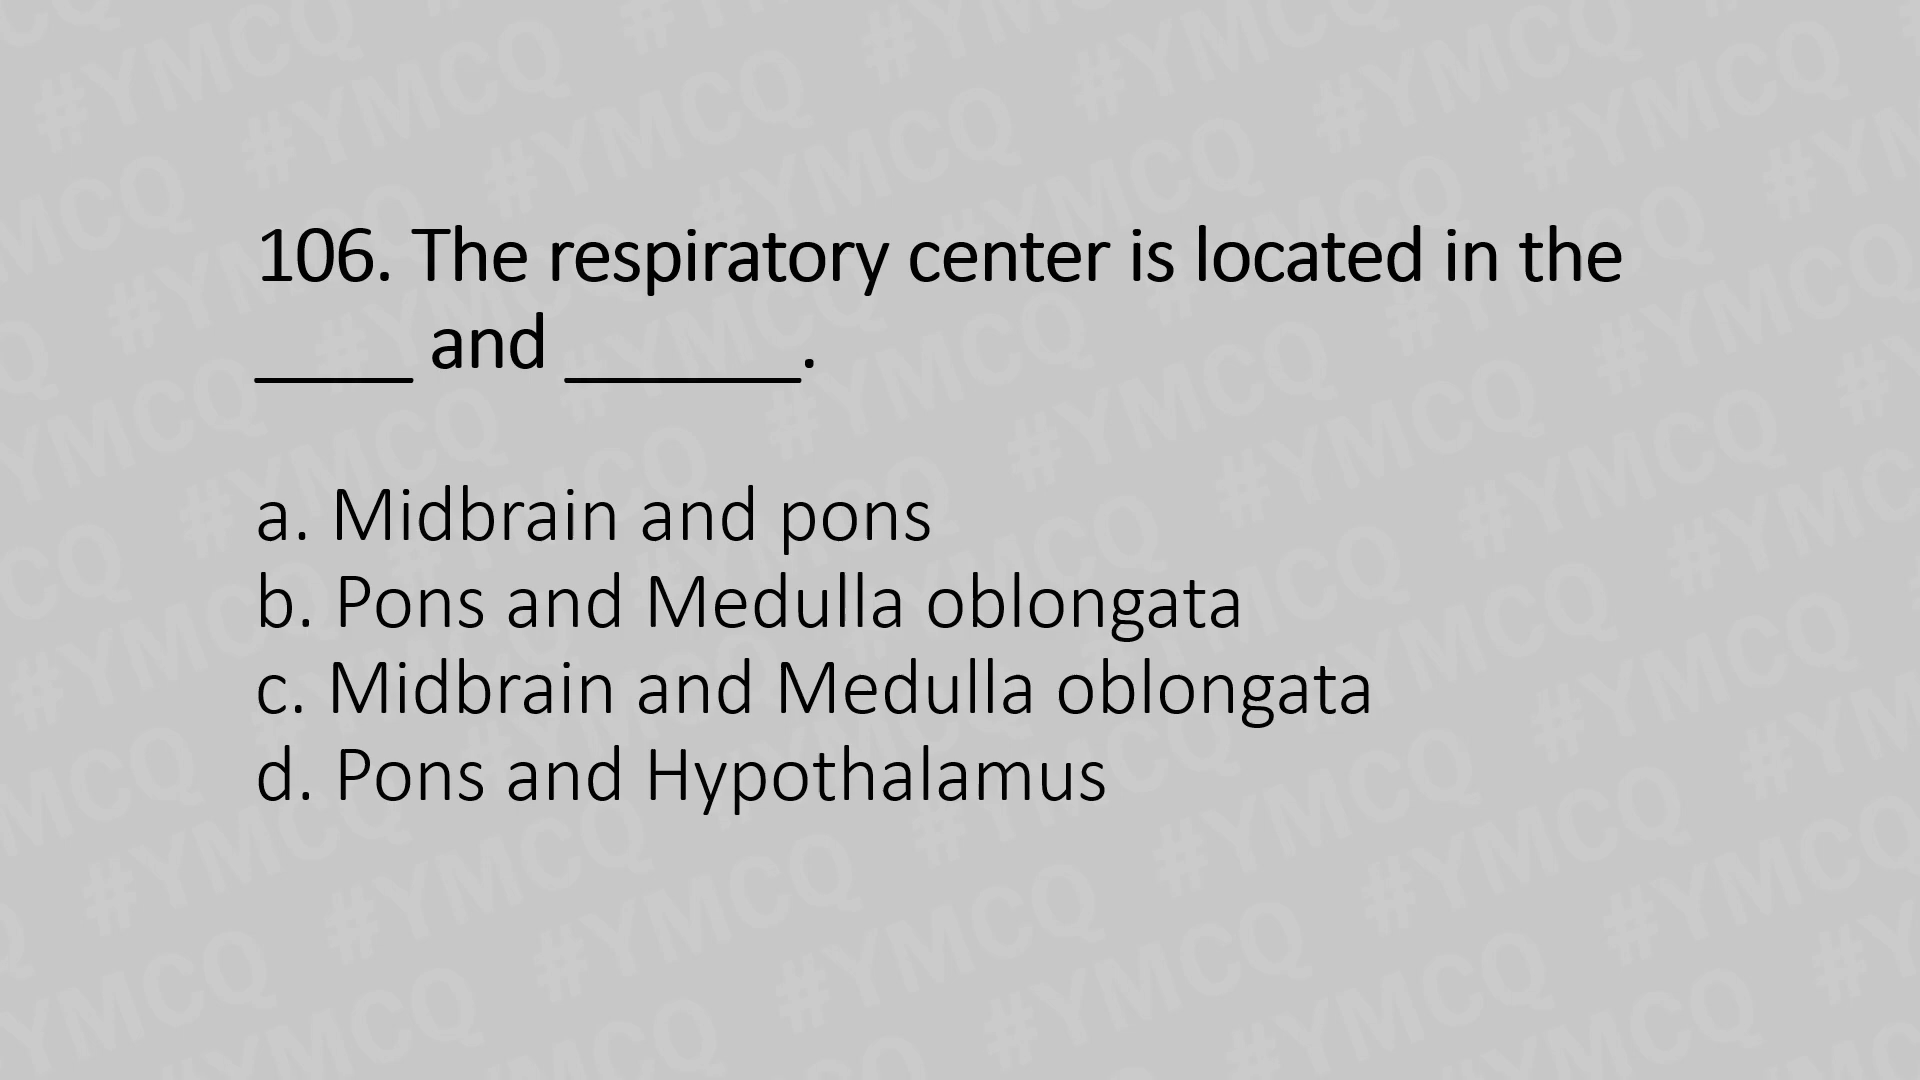 106. The respiratory center is located in the
____ and ______.
a. Midbrain and pons
b. Pons and Medulla oblongata
c. Midbrain and Medulla oblongata
d. Pons and Hypothalamus
#YMCQ